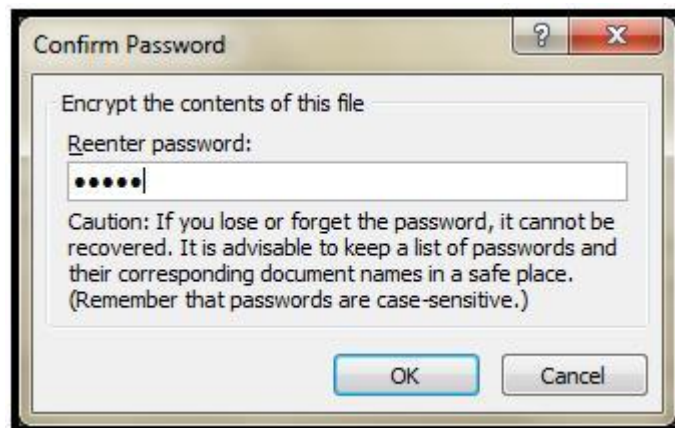 Confirm Password
Encrypt the contents of this file
Reenter password:
•••••
Caution: If you lose or forget the password, it cannot be
recovered. It is advisable to keep a list of passwords and
their corresponding document names in a safe place.
(Remember that passwords are case-sensitive.)
OK Cancel